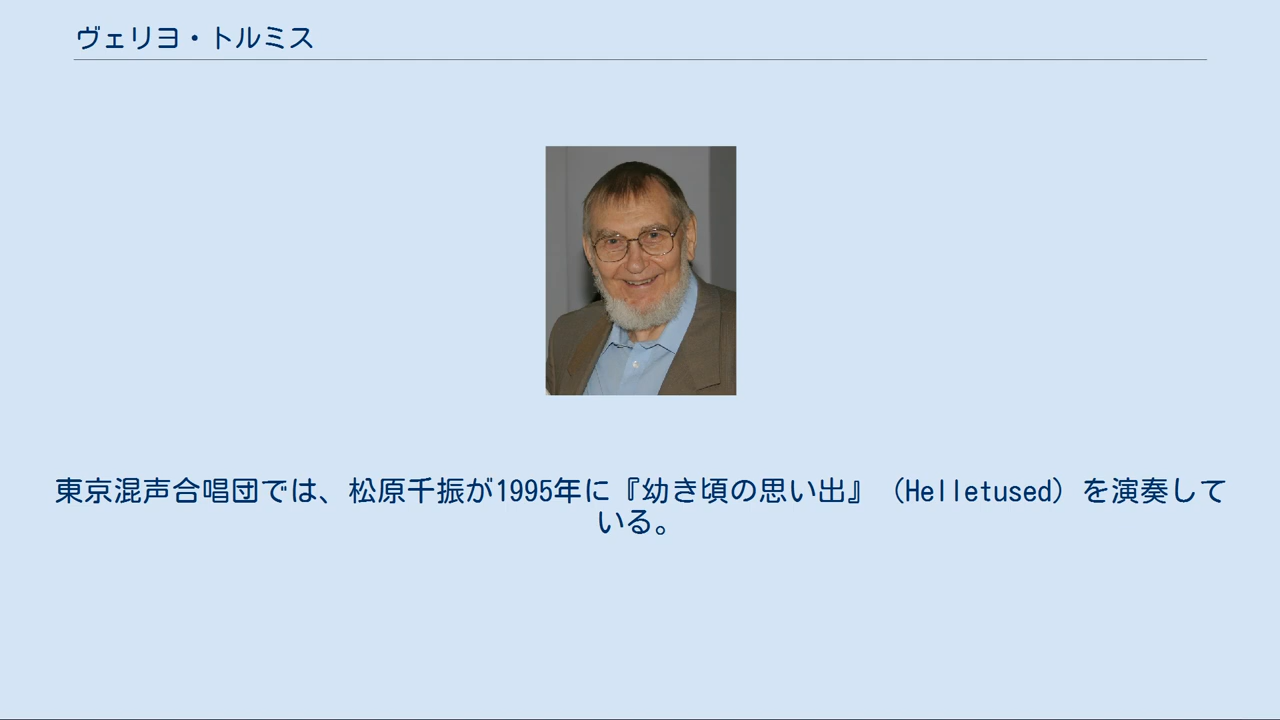 ヴェリヨ・トルミス
東京混声合唱団では、松原千振が1995年に『幼き頃の思い出』（Helletused）を演奏して
いる。